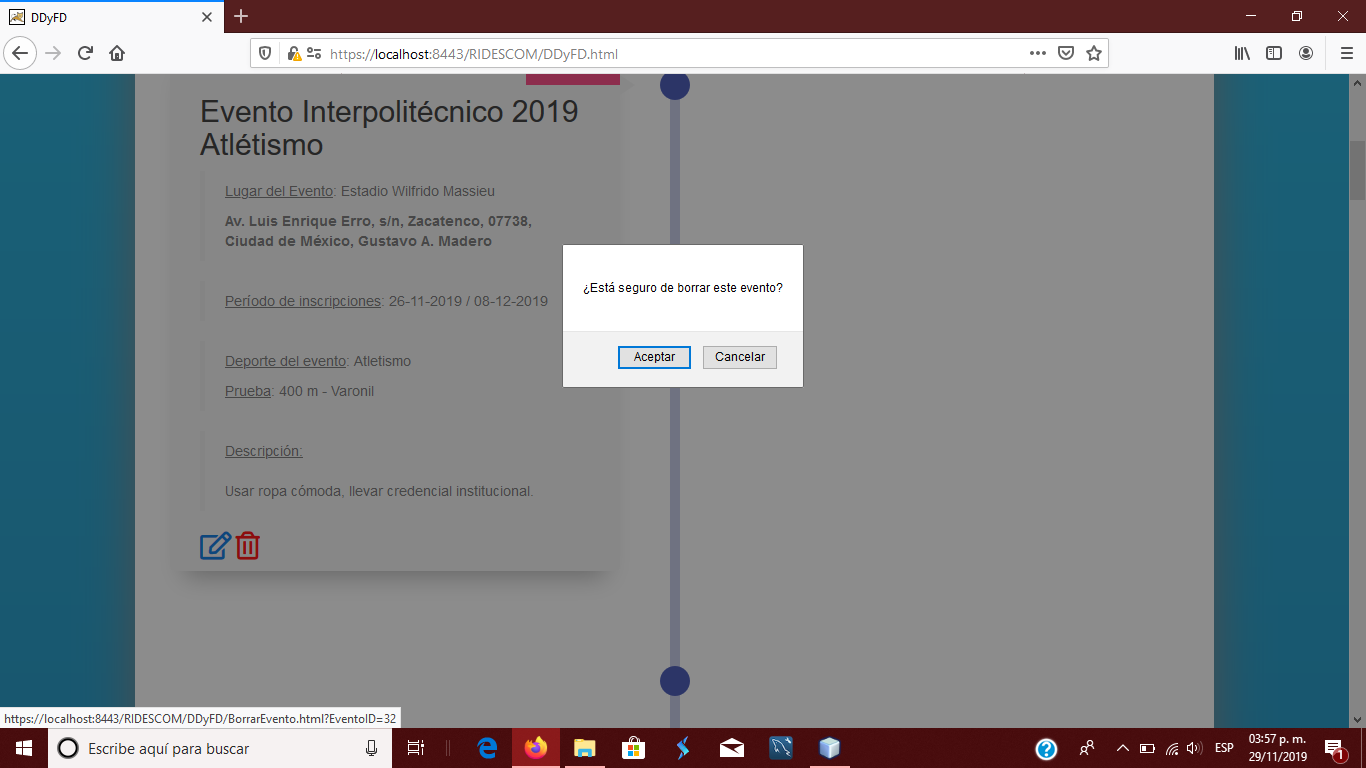 DDyFD
https://localhost:8443/RIDESCOM/DDyFD.html
Evento Interpolitécnico 2019
Atlétismo
Lugar del Evento: Estadio Wilfrido Massieu
Av. Luis Enrique Erro, s/n, Zacatenco, 07738,
Ciudad de México, Gustavo A. Madero
Período de inscripciones: 26-11-2019 / 08-12-2019
Deporte del evento: Atletismo
Prueba: 400 m - Varonil
Descripción:
Usar ropa cómoda, llevar credencial institucional.
¿Está seguro de borrar este evento?
Aceptar
Cancelar
https://localhost:8443/RIDESCOM/DDyFD/BorrarEvento.html?EventoID=32
Escribe aquí para buscar
ESP
03:57 p. m.
29/11/2019
1